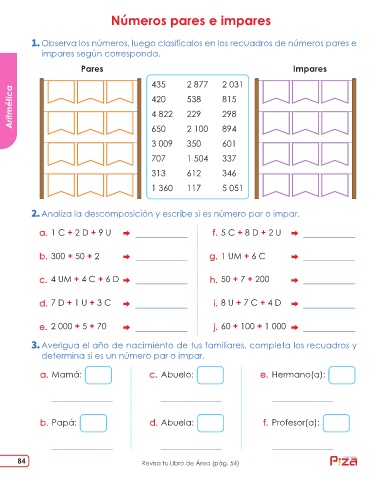 Números pares e impares
1. Observa los números, luego clasifícalos en los recuadros de números pares e
impares según corresponda.
Pares
Impares
435 2 877 2 031
420 538 815
4 822 229 298
650 2 100 894
3 009 350 601
707 1 504 337
313 612 346
1 360 117 5 051
Aritmética
2. Analiza la descomposición y escribe si es número par o impar.
a. 1 C + 2 D + 9 U
f. 5 C + 8 D + 2 U
b. 300 + 50 + 2
g. 1 UM + 6 C
c. 4 UM + 4 C + 6 D
h. 50 + 7 + 200
d. 7 D + 1 U + 3 C
i. 8 U + 7 C + 4 D
e. 2 000 + 5 + 70
j. 60 + 100 + 1 000
3. Averigua el año de nacimiento de tus familiares, completa los recuadros y
determina si es un número par o impar.
a. Mamá:
c. Abuelo:
e. Hermano(a):
b. Papá:
d. Abuela:
f. Profesor(a):
84
Revisa tu Libro de Área (pág. 54)